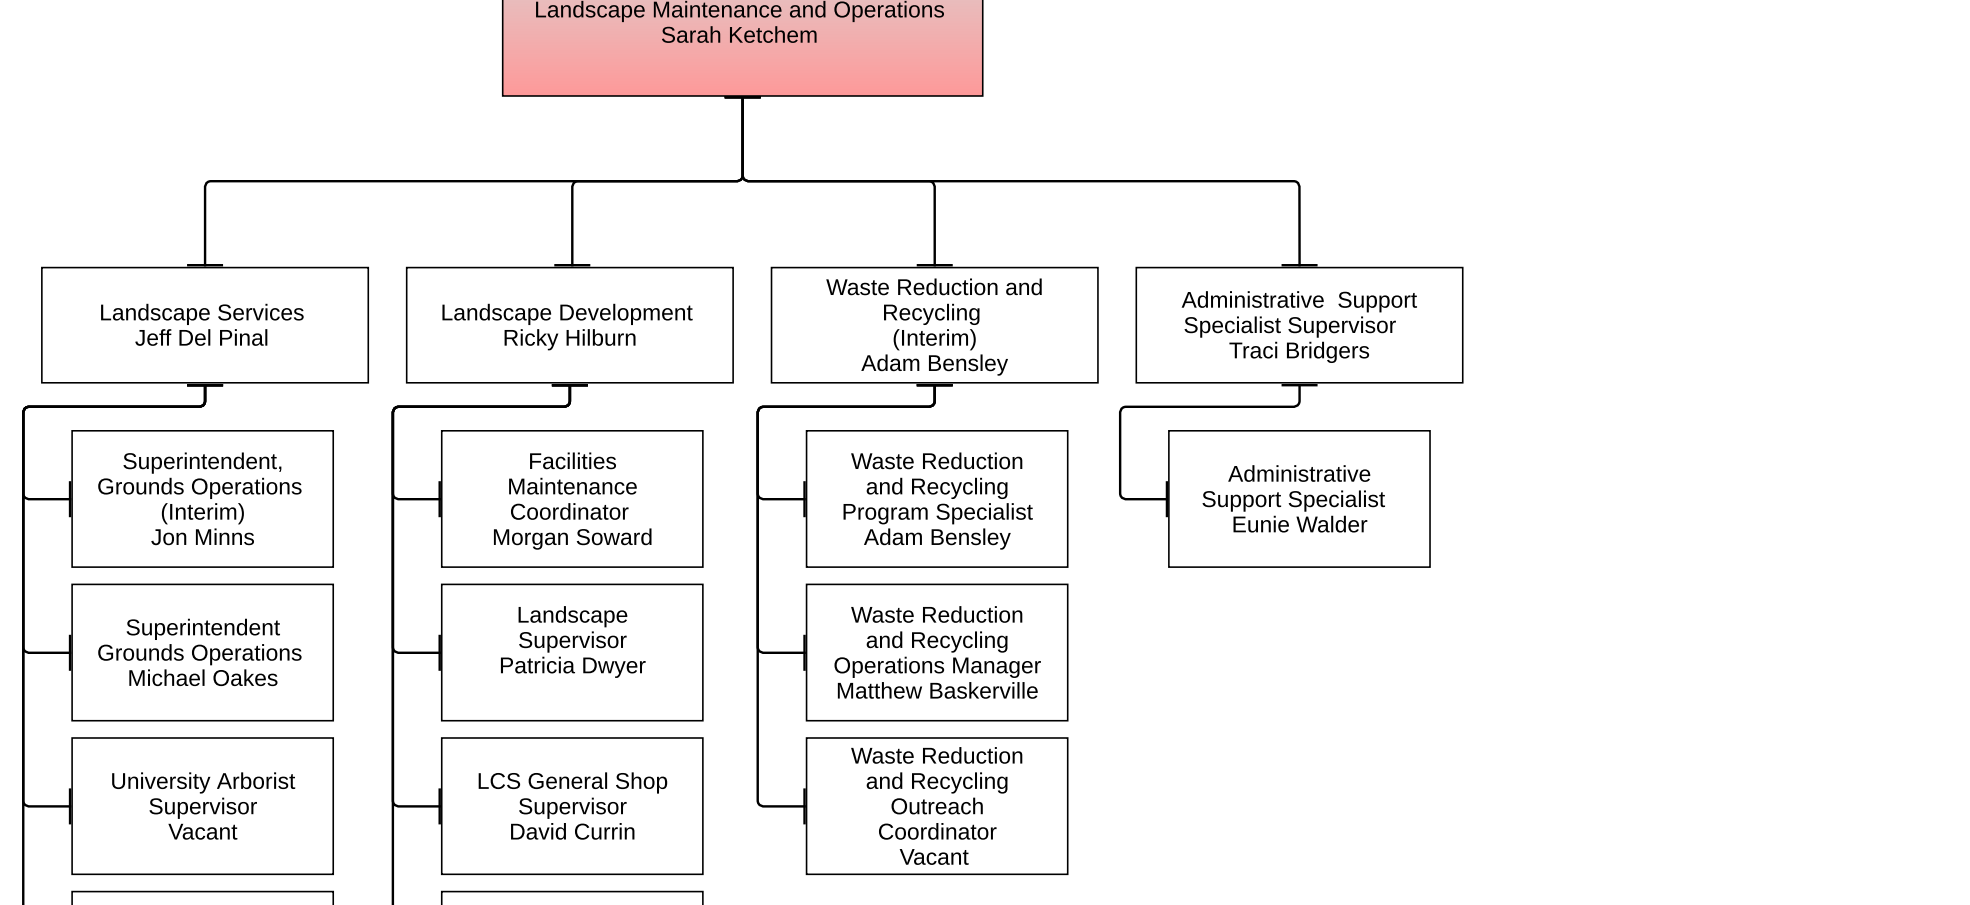 Landscape Maintenance and Operations
Sarah Ketchem
Landscape Services
Jeff Del Pinal
Landscape Development
Ricky Hilburn
Waste Reduction and
Recycling
(Interim)
Adam Bensley
Administrative  Support
Specialist Supervisor
Traci Bridgers
Superintendent,
Grounds Operations
(Interim)
Jon Minns
Facilities
Maintenance
Coordinator
Morgan Soward
Waste Reduction
and Recycling
Program Specialist
Adam Bensley
Administrative
Support Specialist
Eunie Walder
Superintendent
Grounds Operations
Michael Oakes
Landscape
Supervisor
Patricia Dwyer
Waste Reduction
and Recycling
Operations Manager
Matthew Baskerville
University Arborist
Supervisor
Vacant
LCS General Shop
Supervisor
David Currin
Waste Reduction
and Recycling
Outreach
Coordinator
Vacant